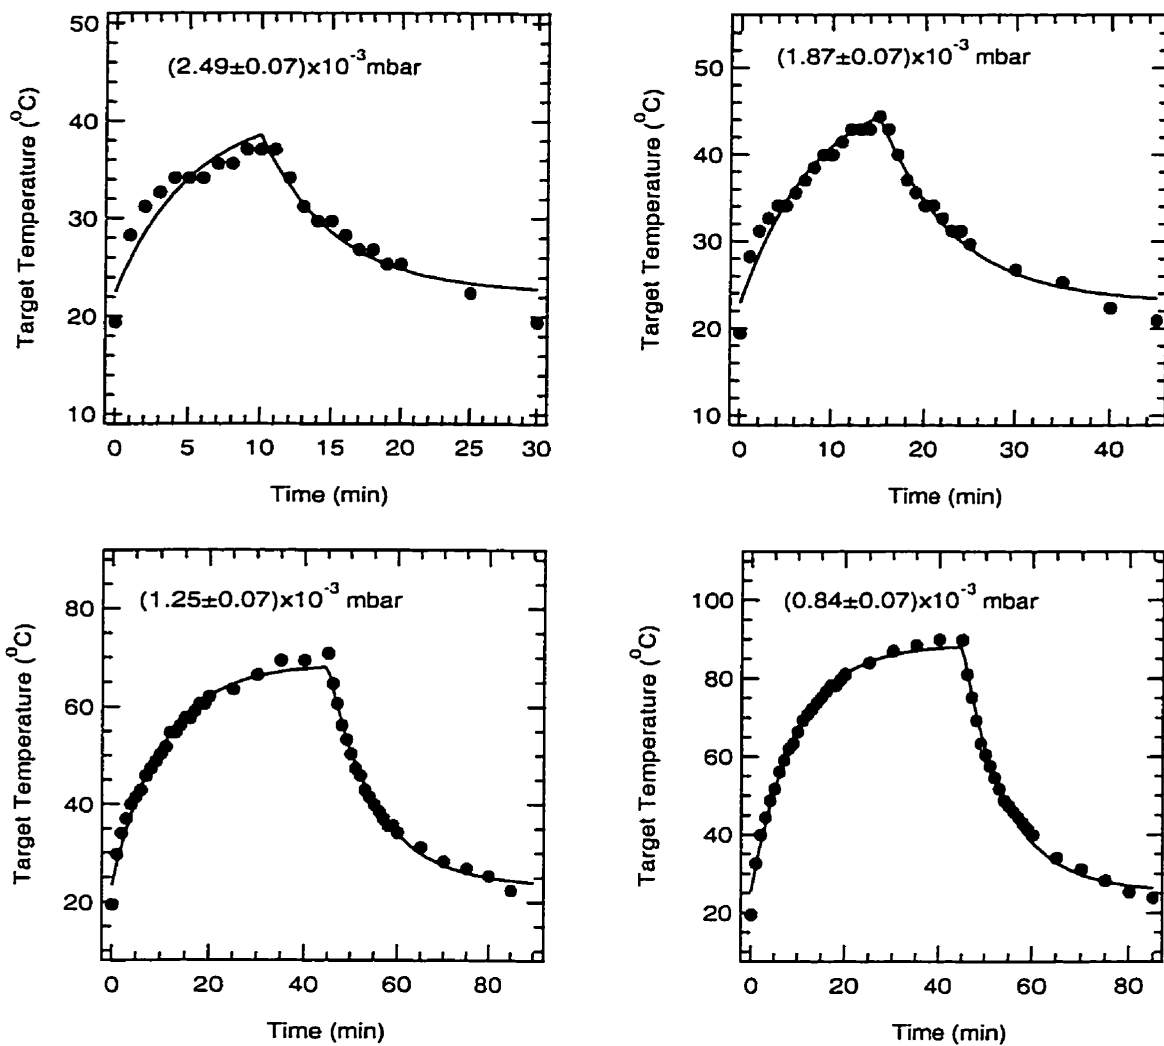 (2.49±0.07)x10⁻³ mbar
Target Temperature (⁰C)
50
40
30
20
10
0 5 10 15 20 25 30
Time (min)
(1.87±0.07)x10⁻³ mbar
Target Temperature (⁰C)
50
40
30
20
10
0 10 20 30 40
Time (min)
(1.25±0.07)x10⁻³ mbar
Target Temperature (⁰C)
80
60
40
20
0 20 40 60 80
Time (min)
(0.84±0.07)x10⁻³ mbar
Target Temperature (⁰C)
100
80
60
40
20
0 20 40 60 80
Time (min)